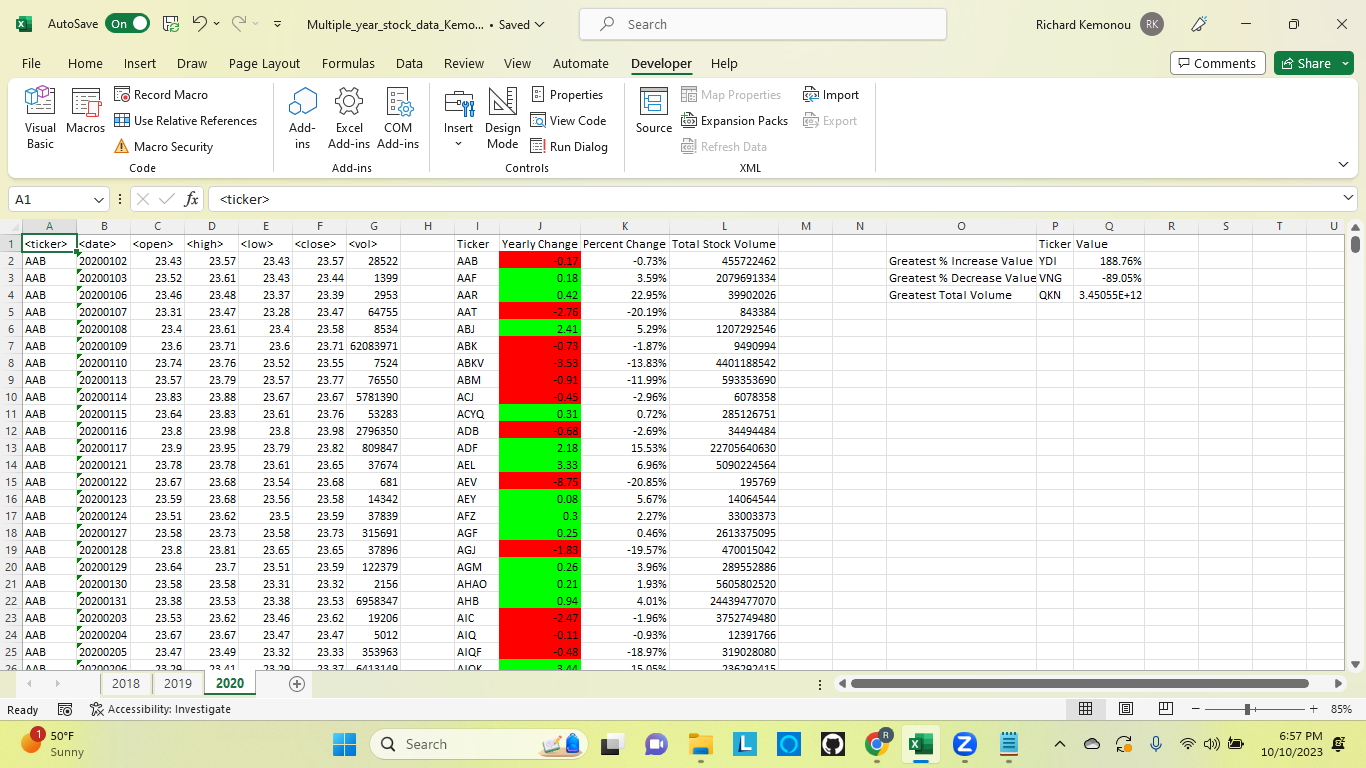 AutoSave On Multiple_year_stock_data_Kemo... • Saved Search Richard Kemonou RK
File Home Insert Draw Page Layout Formulas Data Review View Automate Developer Help Comments Share
Visual Basic Macros Record Macro Use Relative References Macro Security Code
Add-ins Excel Add-ins COM Add-ins Add-ins
Insert Design Mode Properties View Code Run Dialog Controls
Source Map Properties Expansion Packs Refresh Data Import Export XML
A1 fx <ticker>
A B C D E F G H I J K L M N O P Q R S T U
1 <ticker> <date> <open> <high> <low> <close> <vol> Ticker Yearly Change Percent Change Total Stock Volume Ticker Value
2 AAB 20200102 23.43 23.57 23.43 23.57 28522 AAB -0.17 -0.73% 455722462 Greatest % Increase Value YDI 188.76%
3 AAB 20200103 23.52 23.61 23.43 23.44 1399 AAF 0.18 3.59% 2079691334 Greatest % Decrease Value VNG -89.05%
4 AAB 20200106 23.46 23.48 23.37 23.39 2953 AAR 0.42 22.95% 39902026 Greatest Total Volume QKN 3.45055E+12
5 AAB 20200107 23.31 23.47 23.28 23.47 64755 AAT -2.76 -20.19% 843384
6 AAB 20200108 23.4 23.61 23.4 23.58 8534 ABJ 2.41 5.29% 1207292546
7 AAB 20200109 23.6 23.71 23.6 23.71 62083971 ABK -0.73 -1.87% 9490994
8 AAB 20200110 23.74 23.76 23.52 23.55 7524 ABKV -3.53 -13.83% 4401188542
9 AAB 20200113 23.57 23.79 23.57 23.77 76550 ABM -0.91 -11.99% 593353690
10 AAB 20200114 23.83 23.88 23.67 23.67 5781390 ACJ -0.45 -2.96% 6078358
11 AAB 20200115 23.64 23.83 23.61 23.76 53283 ACYQ 0.31 0.72% 285126751
12 AAB 20200116 23.8 23.98 23.8 23.98 2796350 ADB -0.68 -2.69% 34494484
13 AAB 20200117 23.9 23.95 23.79 23.82 809847 ADF 2.18 15.53% 22705640630
14 AAB 20200121 23.78 23.78 23.61 23.65 37674 AEL 3.33 6.96% 5090224564
15 AAB 20200122 23.67 23.68 23.54 23.68 681 AEV -8.75 -20.85% 195769
16 AAB 20200123 23.59 23.68 23.56 23.58 14342 AEY 0.08 5.67% 14064544
17 AAB 20200124 23.51 23.62 23.5 23.59 37839 AFZ 0.3 2.27% 33003373
18 AAB 20200127 23.58 23.73 23.58 23.73 315691 AGF 0.25 0.46% 2613375095
19 AAB 20200128 23.8 23.81 23.65 23.65 37896 AGJ -1.83 -19.57% 470015042
20 AAB 20200129 23.64 23.7 23.51 23.59 122379 AGM 0.26 3.96% 289552886
21 AAB 20200130 23.58 23.58 23.31 23.32 2156 AHAO 0.21 1.93% 5605802520
22 AAB 20200131 23.38 23.53 23.38 23.53 6958347 AHB 0.94 4.01% 24439477070
23 AAB 20200203 23.53 23.62 23.46 23.62 19206 AIC -2.47 -1.96% 3752749480
24 AAB 20200204 23.67 23.67 23.47 23.47 5012 AIQ -0.11 -0.93% 12391766
25 AAB 20200205 23.47 23.49 23.32 23.33 353963 AIQF -0.48 -18.97% 319028080
26 AAB 20200206 23.29 23.41 23.29 23.37 6413149 AIQK 3.44 15.05% 236292415
2018 2019 2020
Ready Accessibility: Investigate 85%
1 50°F Sunny Search L R 6:57 PM
10/10/2023